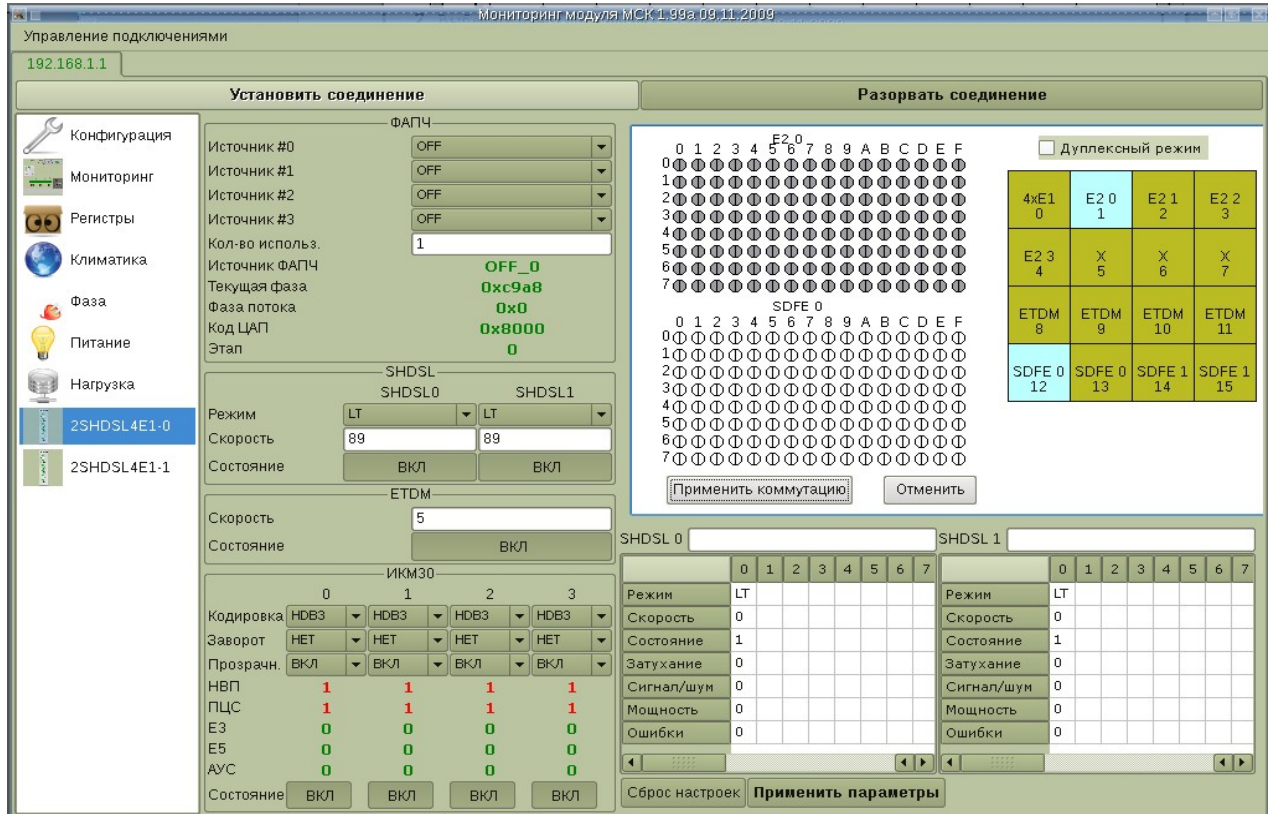 Мониторинг модуля МСК 1.99a 09.11.2009
Управление подключениями
192.168.1.1
Установить соединение
Разорвать соединение
Конфигурация
Мониторинг
Регистры
Климатика
Фаза
Питание
Нагрузка
2SHDSL4E1-0
2SHDSL4E1-1
ФАПЧ
Источник #0 OFF
Источник #1 OFF
Источник #2 OFF
Источник #3 OFF
Кол-во использ. 1
Источник ФАПЧ OFF_0
Текущая фаза 0xc9a8
Фаза потока 0x0
Код ЦАП 0x8000
Этап 0
SHDSL
SHDSL0 SHDSL1
Режим LT LT
Скорость 89 89
Состояние ВКЛ ВКЛ
ETDM
Скорость 5
Состояние ВКЛ
ИКМ30
0 1 2 3
Кодировка HDB3 HDB3 HDB3 HDB3
Заворот НЕТ НЕТ НЕТ НЕТ
Прозрачн. ВКЛ ВКЛ ВКЛ ВКЛ
НВП 1 1 1 1
ПЦС 1 1 1 1
E3 0 0 0 0
E5 0 0 0 0
АУС 0 0 0 0
Состояние ВКЛ ВКЛ ВКЛ ВКЛ
E2 0
0 1 2 3 4 5 6 7 8 9 A B C D E F
0
1
2
3
4
5
6
7
SDFE 0
0 1 2 3 4 5 6 7 8 9 A B C D E F
0
1
2
3
4
5
6
7
Применить коммутацию Отменить
Дуплексный режим
4xE1 E2 0 E2 1 E2 2
0 1 2 3
E2 3 X X X
4 5 6 7
ETDM ETDM ETDM ETDM
8 9 10 11
SDFE 0 SDFE 0 SDFE 1 SDFE 1
12 13 14 15
SHDSL 0
0 1 2 3 4 5 6 7
Режим LT
Скорость 0
Состояние 1
Затухание 0
Сигнал/шум 0
Мощность 0
Ошибки 0
SHDSL 1
0 1 2 3 4 5 6 7
Режим LT
Скорость 0
Состояние 1
Затухание 0
Сигнал/шум 0
Мощность 0
Ошибки 0
Сброс настроек Применить параметры